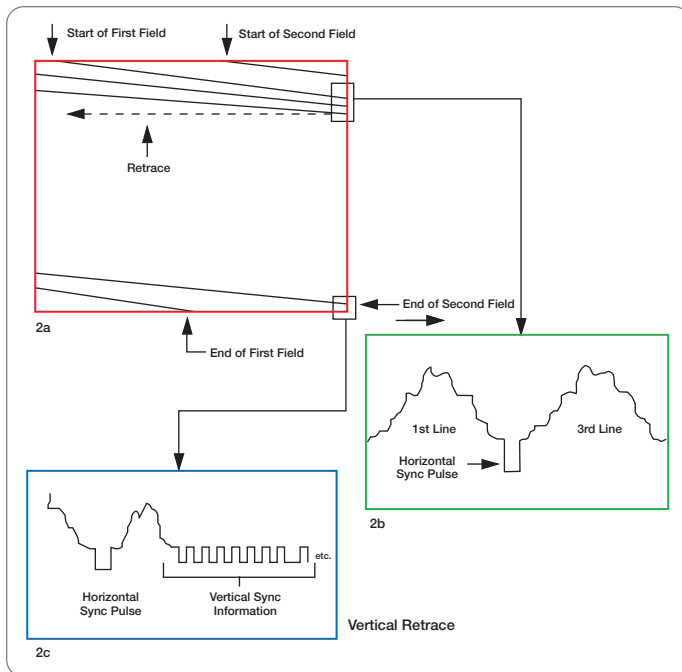 Start of First Field
Start of Second Field
Retrace
End of Second Field
2a
End of First Field
1st Line
3rd Line
Horizontal
Sync Pulse
2b
etc.
Horizontal
Sync Pulse
Vertical Sync
Information
Vertical Retrace
2c